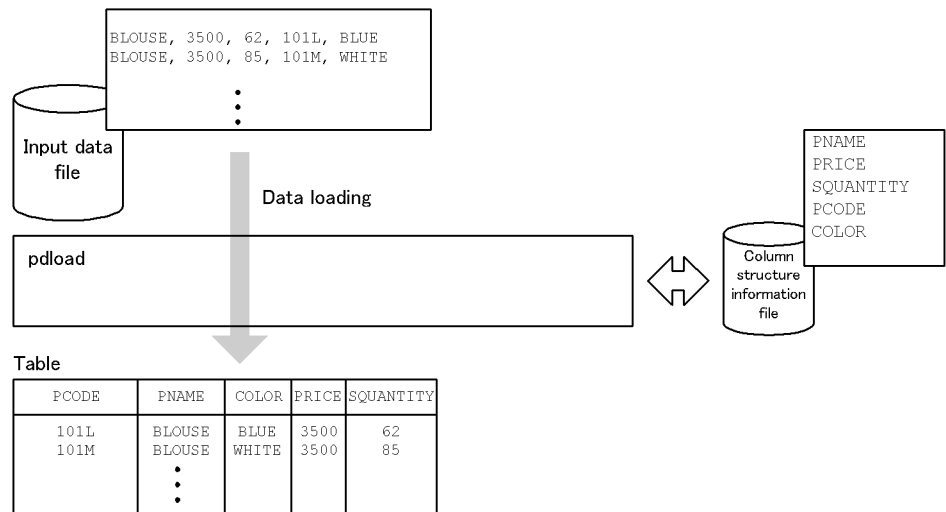 BLOUSE, 3500, 62, 101L, BLUE
BLOUSE, 3500, 85, 101M, WHITE
Input data
file
Data loading
PNAME
PRICE
SQUANTITY
PCODE
COLOR
Column
structure
information
file
pdload
Table
PCODE PNAME COLOR PRICE SQUANTITY
101L BLOUSE BLUE 3500 62
101M BLOUSE WHITE 3500 85